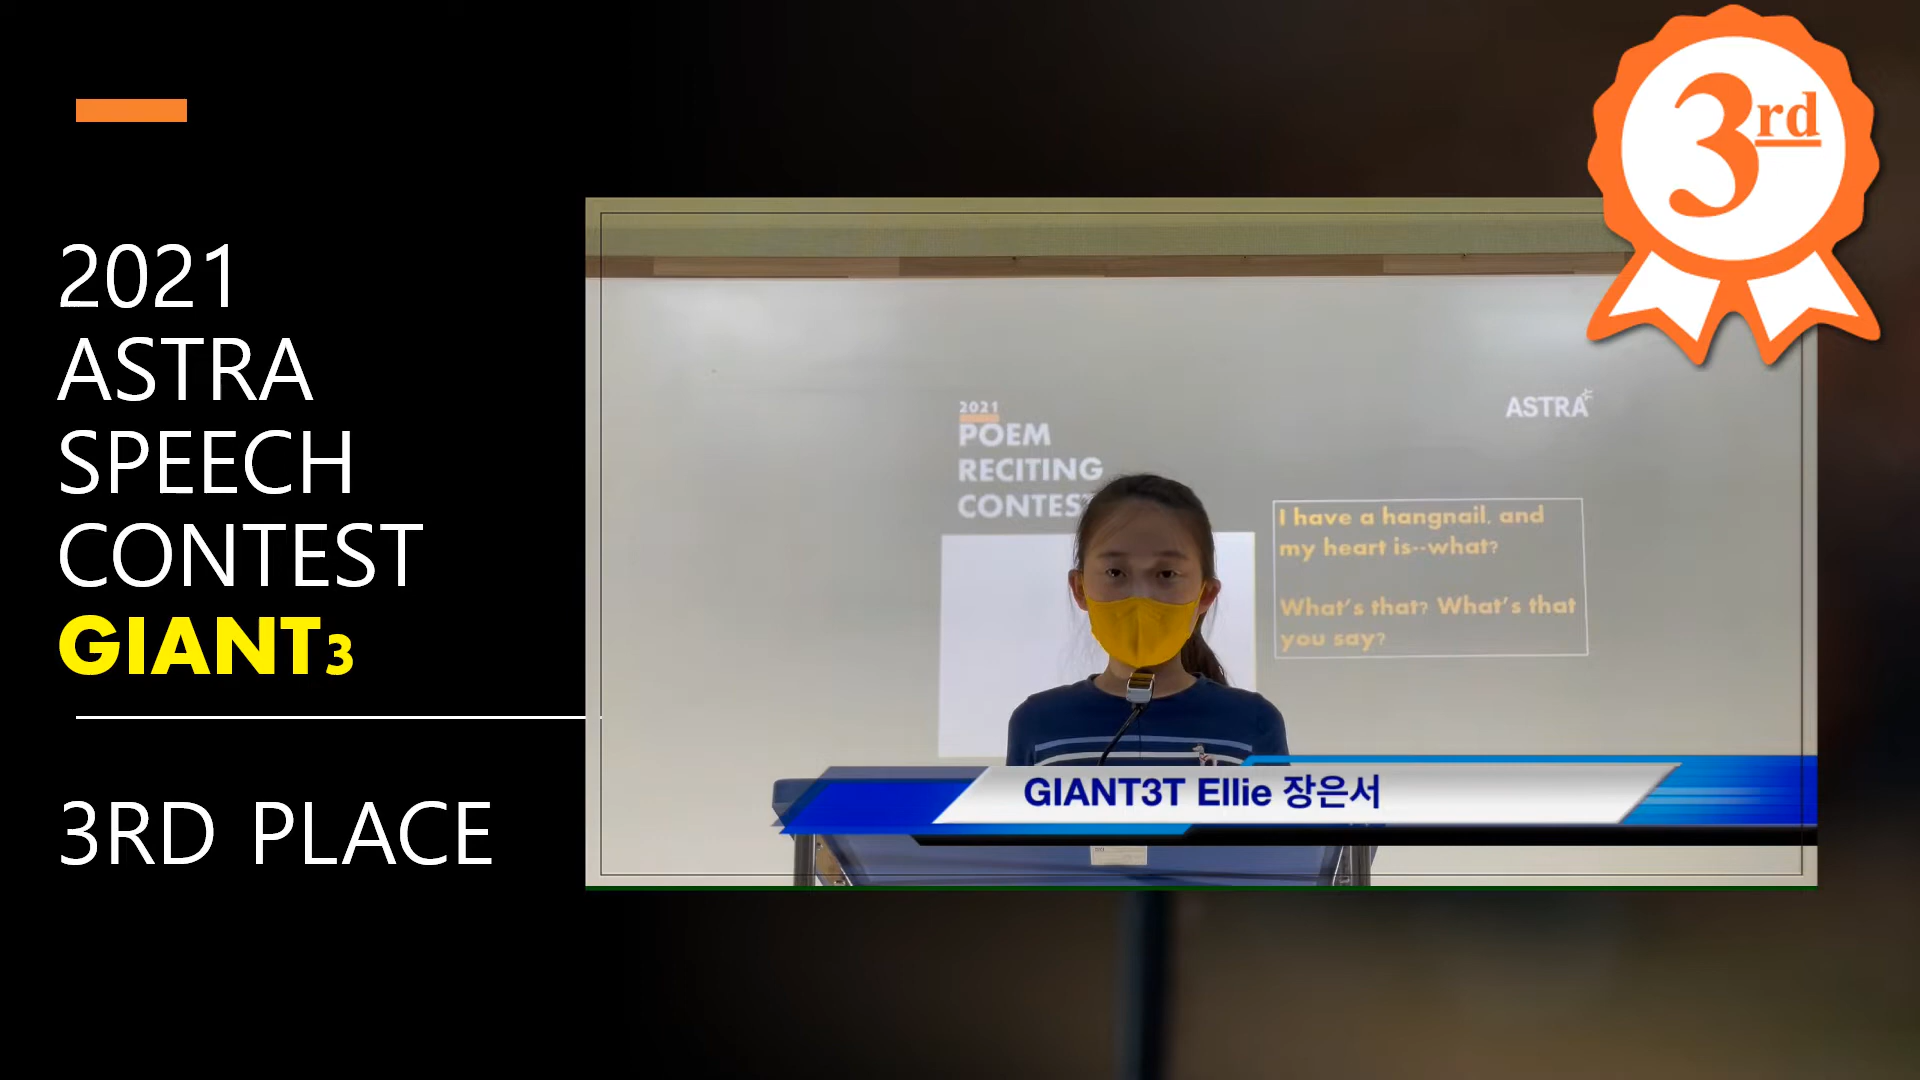 2021
ASTRA
SPEECH
CONTEST
GIANT3
3RD PLACE
3rd
2021
POEM
RECITING
CONTEST
ASTRA
I have a hangnail, and
my heart is--what?
What's that? What's that
you say?
GIANT3T Ellie 장은서